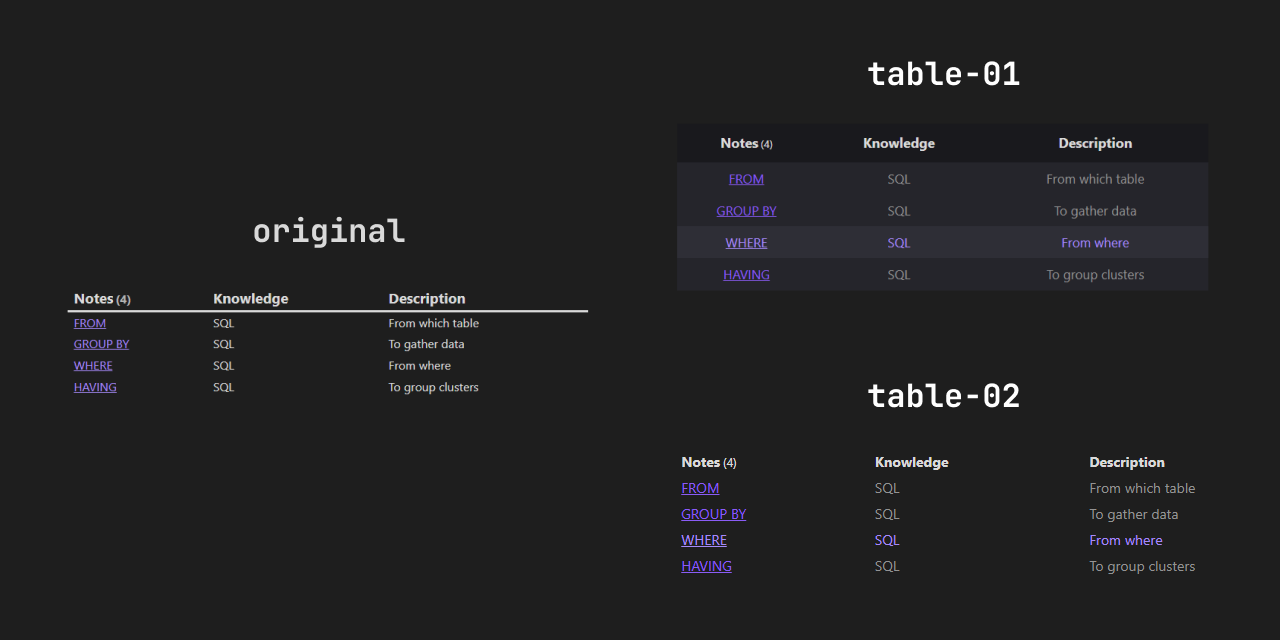 original
Notes (4) Knowledge Description
FROM SQL From which table
GROUP BY SQL To gather data
WHERE SQL From where
HAVING SQL To group clusters
table-01
Notes (4) Knowledge Description
FROM SQL From which table
GROUP BY SQL To gather data
WHERE SQL From where
HAVING SQL To group clusters
table-02
Notes (4) Knowledge Description
FROM SQL From which table
GROUP BY SQL To gather data
WHERE SQL From where
HAVING SQL To group clusters